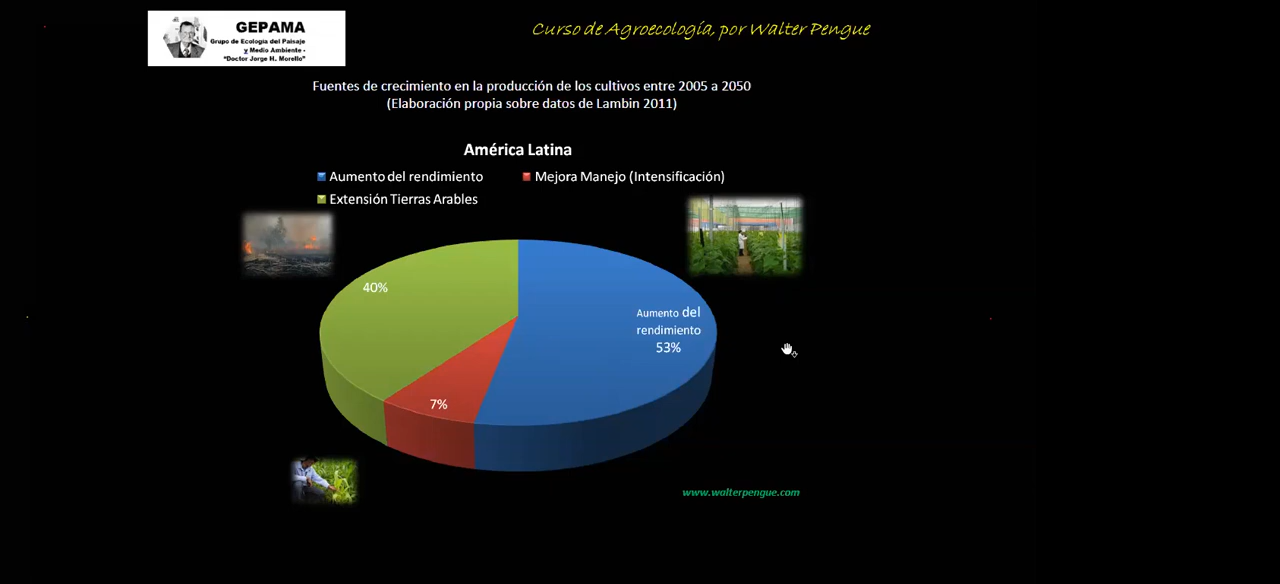 GEPAMA
Grupo de Ecología del Paisaje
y Medio Ambiente -
"Doctor Jorge H. Morello"
Curso de Agroecología, por Walter Pengue
Fuentes de crecimiento en la producción de los cultivos entre 2005 a 2050
(Elaboración propia sobre datos de Lambin 2011)
América Latina
Aumento del rendimiento
Mejora Manejo (Intensificación)
Extensión Tierras Arables
40%
Aumento del
rendimiento
53%
7%
www.walterpengue.com